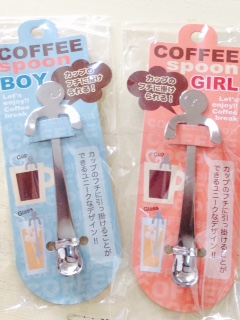 COFFEE
spoon
BOY
Let's
enjoy!!
Coffee
break
カップの
フチに掛け
られる!
カップのフチに引っ掛けることが
できるユニークなデザイン!!
Cup
Glass
COFFEE
spoon
GIRL
Let's
enjoy!!
Coffee
break
カップの
フチに掛け
られる!
カップのフチに引っ掛けることが
できるユニークなデザイン!!
Cup
Glass